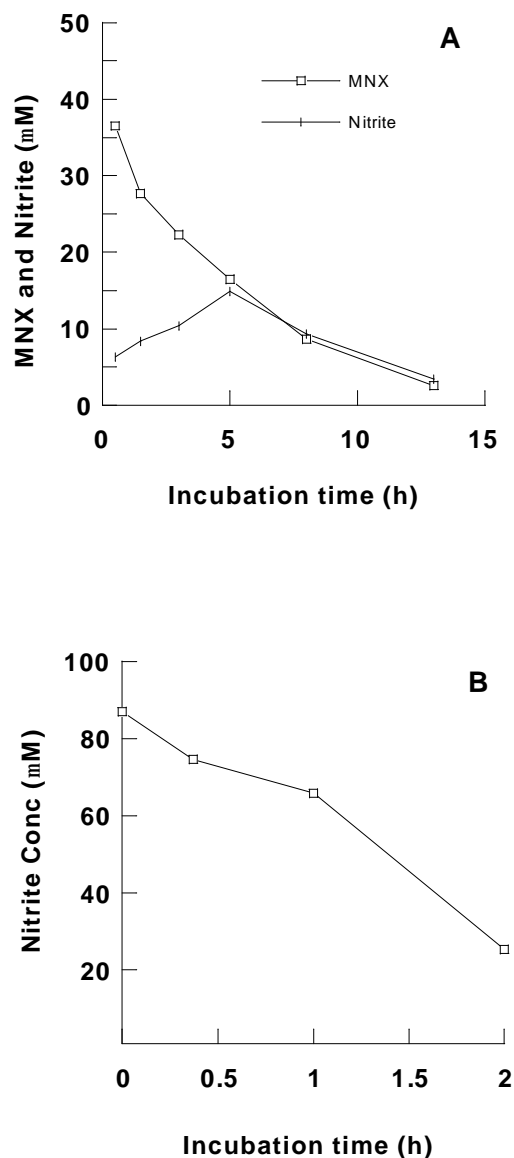 50
A
MNX
40
Nitrite
30
20
10
0
MNX and Nitrite (mM)
0 5 10 15
Incubation time (h)
100
B
80
60
40
20
Nitrite Conc (mM)
0 0.5 1 1.5 2
Incubation time (h)